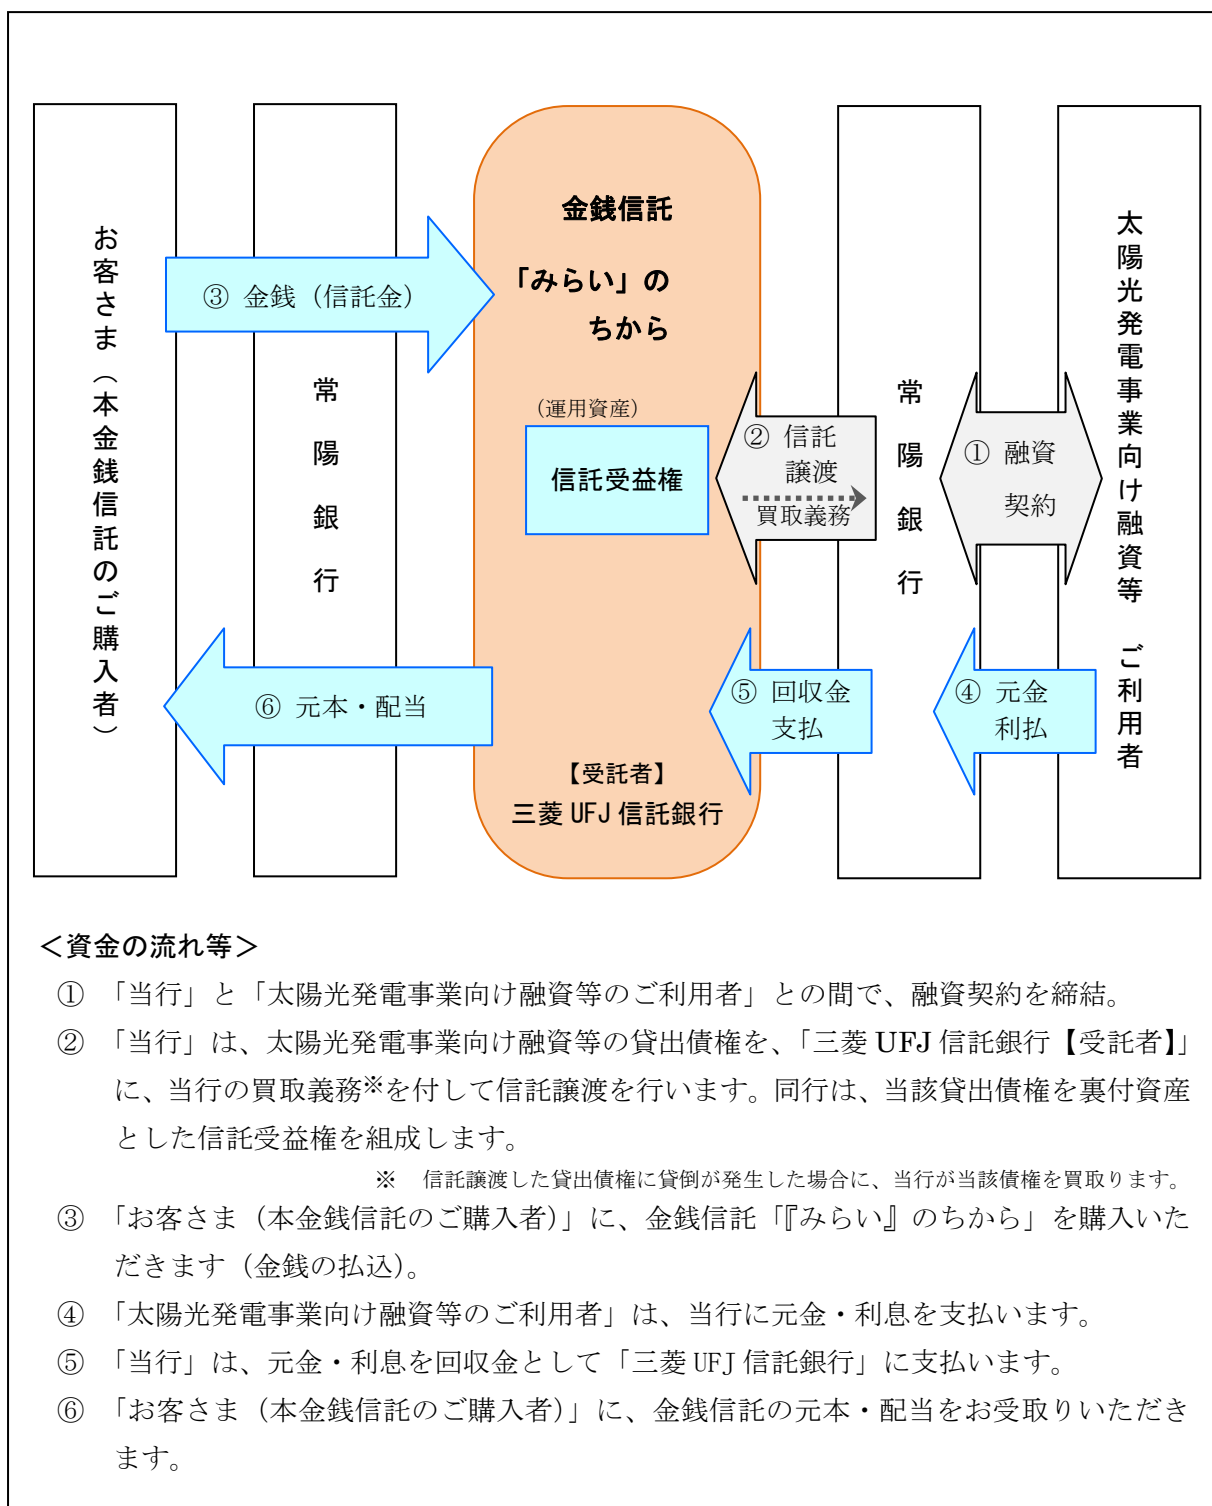 お客さま（本金銭信託のご購入者）
常陽銀行
③ 金銭（信託金）
⑥ 元本・配当
金銭信託
「みらい」の
ちから
（運用資産）
信託受益権
【受託者】
三菱 UFJ 信託銀行
② 信託
譲渡
買取義務
⑤ 回収金
支払
常陽銀行
① 融資
契約
④ 元金
利払
太陽光発電事業向け融資等　ご利用者
＜資金の流れ等＞
① 「当行」と「太陽光発電事業向け融資等のご利用者」との間で、融資契約を締結。
② 「当行」は、太陽光発電事業向け融資等の貸出債権を、「三菱 UFJ 信託銀行【受託者】」
に、当行の買取義務※を付して信託譲渡を行います。同行は、当該貸出債権を裏付資産
とした信託受益権を組成します。
※　信託譲渡した貸出債権に貸倒が発生した場合に、当行が当該債権を買取ります。
③ 「お客さま（本金銭信託のご購入者）」に、金銭信託「『みらい』のちから」を購入いた
だきます（金銭の払込）。
④ 「太陽光発電事業向け融資等のご利用者」は、当行に元金・利息を支払います。
⑤ 「当行」は、元金・利息を回収金として「三菱 UFJ 信託銀行」に支払います。
⑥ 「お客さま（本金銭信託のご購入者）」に、金銭信託の元本・配当をお受取りいただき
ます。